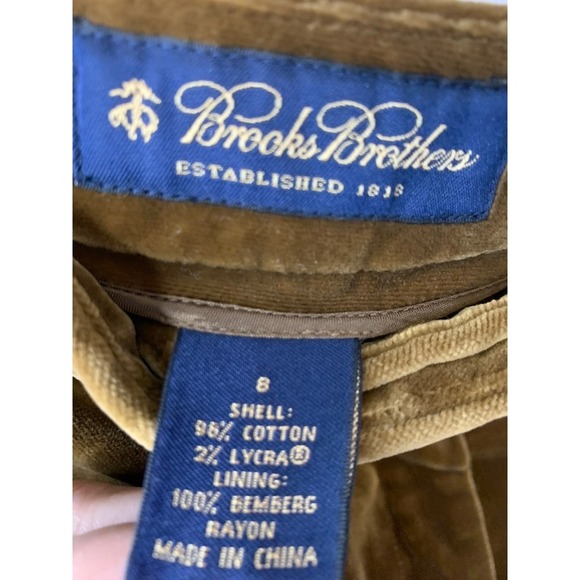 Brooks Brothers
ESTABLISHED 1818
8
SHELL:
98% COTTON
2% LYCRA®
LINING:
100% BEMBERG
RAYON
MADE IN CHINA